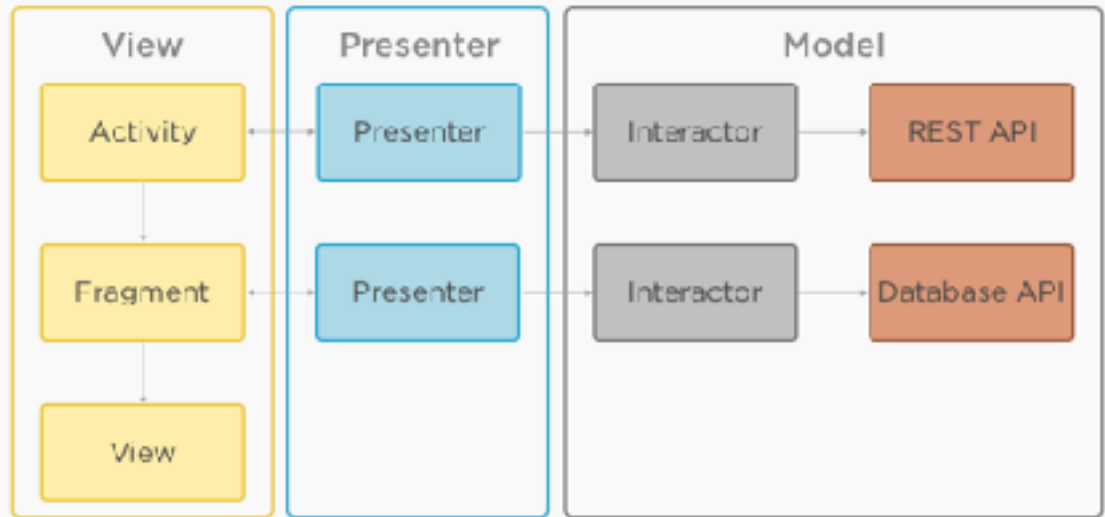 View
Presenter
Model
Activity
Presenter
Interactor
REST API
Fragment
Presenter
Interactor
Database API
View